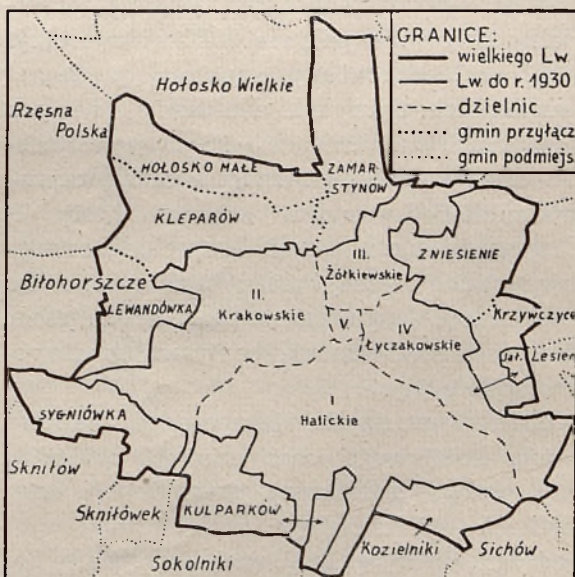 GRANICE:
wielkiego Lw
Lw. do r. 1930
dzielnic
gmin przyłącz
gmin podmiejs
Hołosko Wielkie
Rzęsna
Polska
HOŁOSKO MAŁE
ZAMAR
STYNÓW
KLEPARÓW
III.
Żółkiewskie
ZNIESIENIE
Biłohorszcze
LEWANDÓWKA
II.
Krakowskie
V.
IV
Łyczakowskie
Krzywczyce
Jał.
Lesien
SYGNIÓWKA
I
Halickie
Skniłów
Skniłówek
KULPARKÓW
Sokolniki
Kozielniki
Sichów